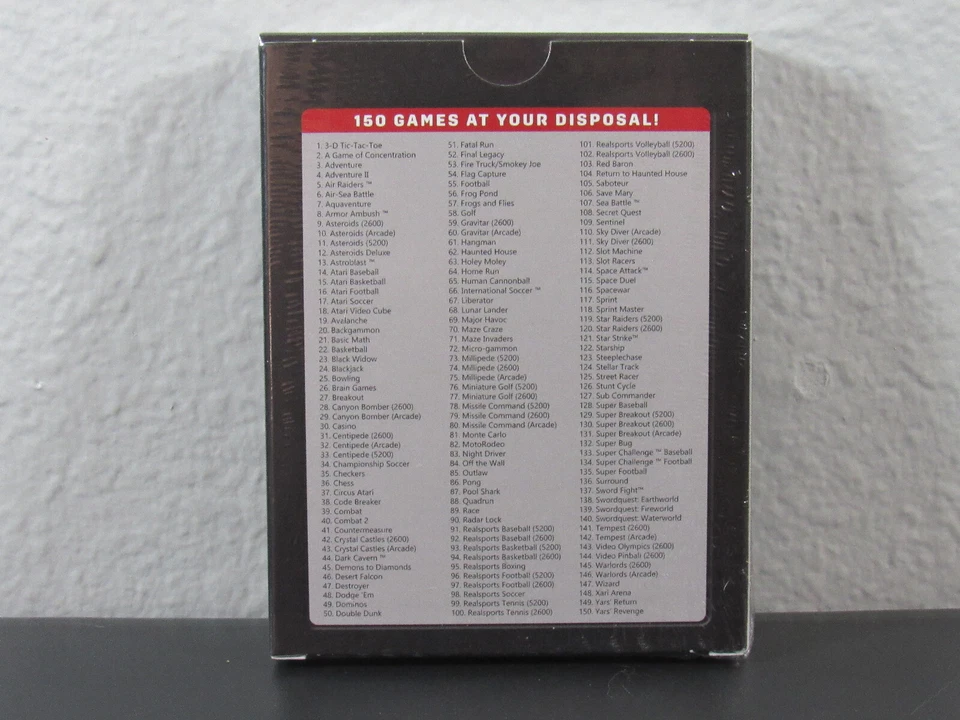 150 GAMES AT YOUR DISPOSAL!
1. 3-D Tic-Tac-Toe
2. A Game of Concentration
3. Adventure
4. Adventure II
5. Air Raiders ™
6. Air-Sea Battle
7. Aquaventure
8. Armor Ambush ™
9. Asteroids (2600)
10. Asteroids (Arcade)
11. Asteroids (5200)
12. Asteroids Deluxe
13. Astroblast ™
14. Atari Baseball
15. Atari Basketball
16. Atari Football
17. Atari Soccer
18. Atari Video Cube
19. Avalanche
20. Backgammon
21. Basic Math
22. Basketball
23. Black Widow
24. Blackjack
25. Bowling
26. Brain Games
27. Breakout
28. Canyon Bomber (2600)
29. Canyon Bomber (Arcade)
30. Casino
31. Centipede (2600)
32. Centipede (Arcade)
33. Centipede (5200)
34. Championship Soccer
35. Checkers
36. Chess
37. Circus Atari
38. Code Breaker
39. Combat
40. Combat 2
41. Countermeasure
42. Crystal Castles (2600)
43. Crystal Castles (Arcade)
44. Dark Cavern ™
45. Demons to Diamonds
46. Desert Falcon
47. Destroyer
48. Dodge 'Em
49. Dominos
50. Double Dunk
51. Fatal Run
52. Final Legacy
53. Fire Truck/Smokey Joe
54. Flag Capture
55. Football
56. Frog Pond
57. Frogs and Flies
58. Golf
59. Gravitar (2600)
60. Gravitar (Arcade)
61. Hangman
62. Haunted House
63. Holey Moley
64. Home Run
65. Human Cannonball
66. International Soccer ™
67. Liberator
68. Lunar Lander
69. Major Havoc
70. Maze Craze
71. Maze Invaders
72. Micro-gammon
73. Millipede (5200)
74. Millipede (2600)
75. Millipede (Arcade)
76. Miniature Golf (5200)
77. Miniature Golf (2600)
78. Missile Command (5200)
79. Missile Command (2600)
80. Missile Command (Arcade)
81. Monte Carlo
82. MotoRodeo
83. Night Driver
84. Off the Wall
85. Outlaw
86. Pong
87. Pool Shark
88. Quadrun
89. Race
90. Radar Lock
91. Realsports Baseball (5200)
92. Realsports Baseball (2600)
93. Realsports Basketball (5200)
94. Realsports Basketball (2600)
95. Realsports Boxing
96. Realsports Football (5200)
97. Realsports Football (2600)
98. Realsports Soccer
99. Realsports Tennis (5200)
100. Realsports Tennis (2600)
101. Realsports Volleyball (5200)
102. Realsports Volleyball (2600)
103. Red Baron
104. Return to Haunted House
105. Saboteur
106. Save Mary
107. Sea Battle ™
108. Secret Quest
109. Sentinel
110. Sky Diver (Arcade)
111. Sky Diver (2600)
112. Slot Machine
113. Slot Racers
114. Space Attack™
115. Space Duel
116. Spacewar
117. Sprint
118. Sprint Master
119. Star Raiders (5200)
120. Star Raiders (2600)
121. Star Strike™
122. Starship
123. Steeplechase
124. Stellar Track
125. Street Racer
126. Stunt Cycle
127. Sub Commander
128. Super Baseball
129. Super Breakout (5200)
130. Super Breakout (2600)
131. Super Breakout (Arcade)
132. Super Bug
133. Super Challenge ™ Baseball
134. Super Challenge ™ Football
135. Super Football
136. Surround
137. Sword Fight™
138. Swordquest: Earthworld
139. Swordquest: Fireworld
140. Swordquest: Waterworld
141. Tempest (2600)
142. Tempest (Arcade)
143. Video Olympics (2600)
144. Video Pinball (2600)
145. Warlords (2600)
146. Warlords (Arcade)
147. Wizard
148. Xari Arena
149. Yars' Return
150. Yars' Revenge